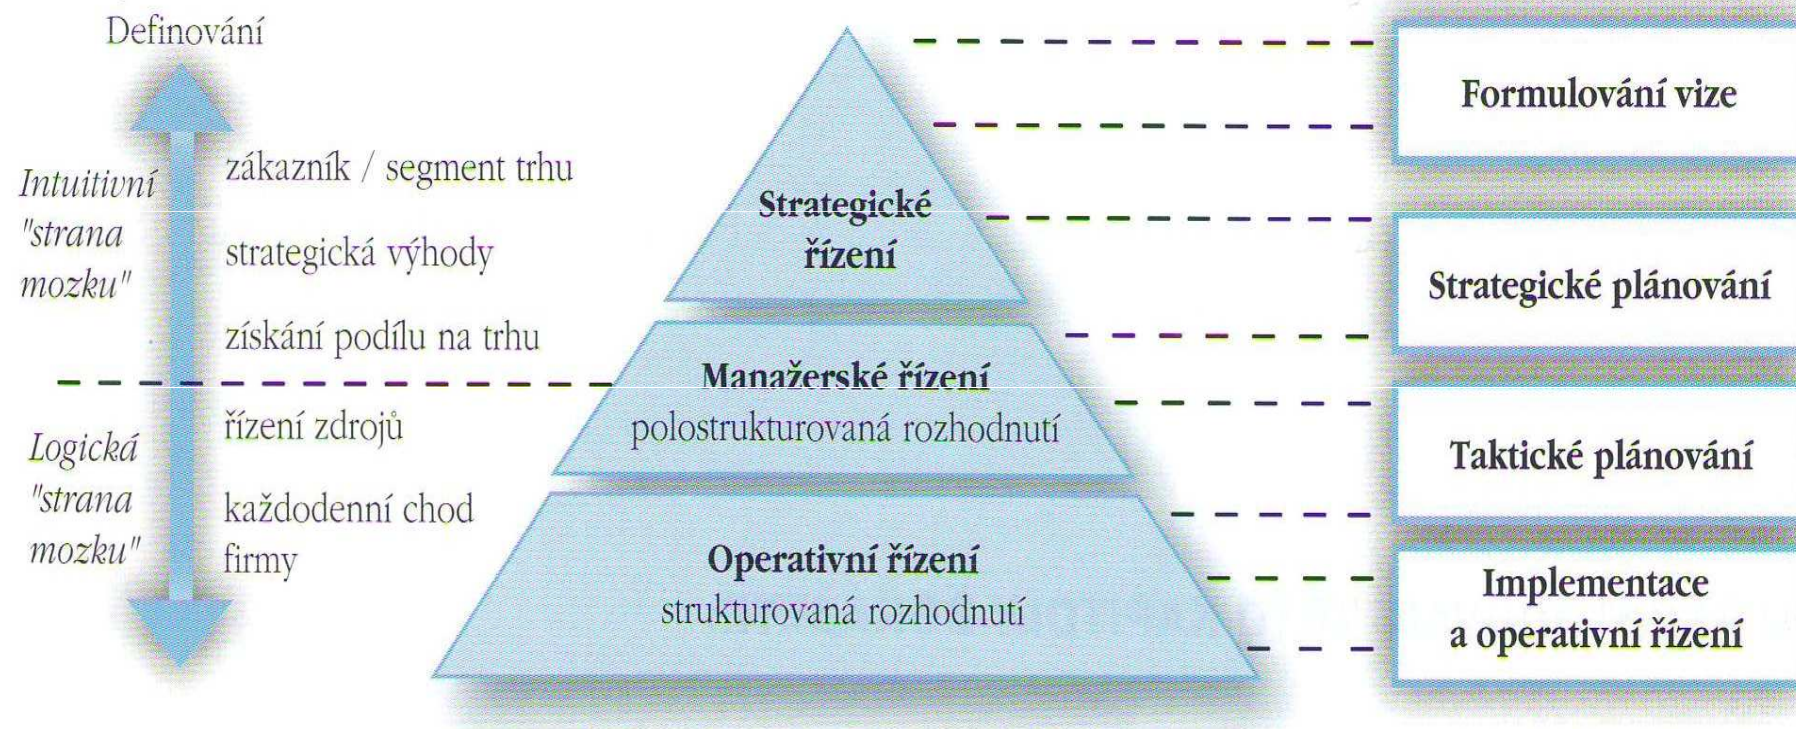 Definování
Intuitivní
"strana
mozku"
zákazník / segment trhu
strategická výhody
získání podílu na trhu
Logická
"strana
mozku"
řízení zdrojů
každodenní chod
firmy
Strategické
řízení
Manažerské řízení
polostrukturovaná rozhodnutí
Operativní řízení
strukturovaná rozhodnutí
Formulování vize
Strategické plánování
Taktické plánování
Implementace
a operativní řízení